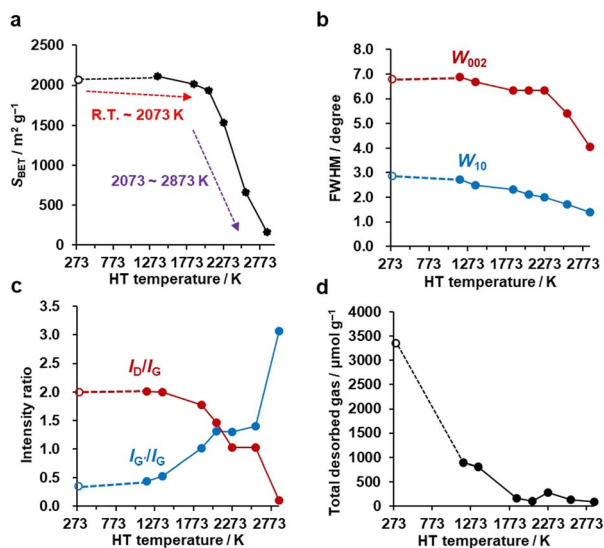 a
2500
2000
1500
1000
500
0
S_BET / m² g⁻¹
R.T. ~ 2073 K
2073 ~ 2873 K
273 773 1273 1773 2273 2773
HT temperature / K
b
8.0
7.0
6.0
5.0
4.0
3.0
2.0
1.0
0.0
FWHM / degree
W₀₀₂
W₁₀
273 773 1273 1773 2273 2773
HT temperature / K
c
3.5
3.0
2.5
2.0
1.5
1.0
0.5
0.0
Intensity ratio
I_D/I_G
I_G'/I_G
273 773 1273 1773 2273 2773
HT temperature / K
d
4000
3500
3000
2500
2000
1500
1000
500
0
Total desorbed gas / µmol g⁻¹
273 773 1273 1773 2273 2773
HT temperature / K